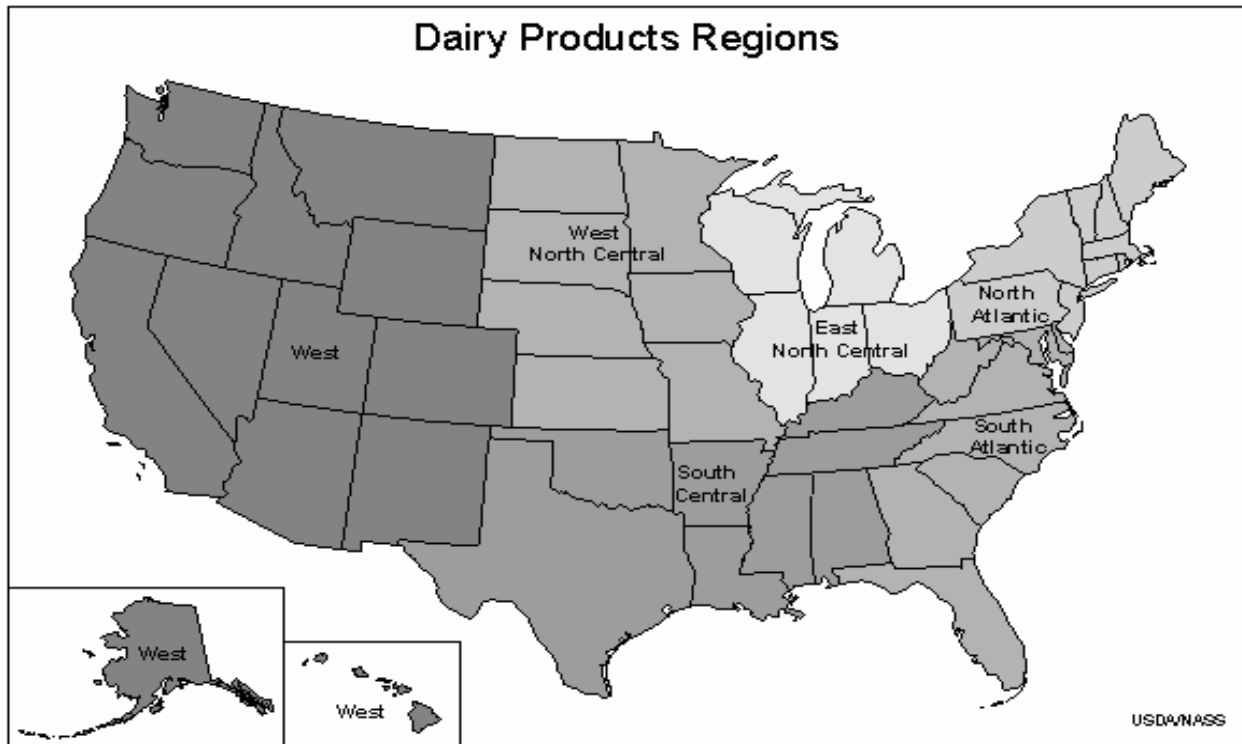 Dairy Products Regions
West
North Central
North
Atlantic
East
North Central
West
South
Atlantic
South
Central
West
West
USDA/NASS